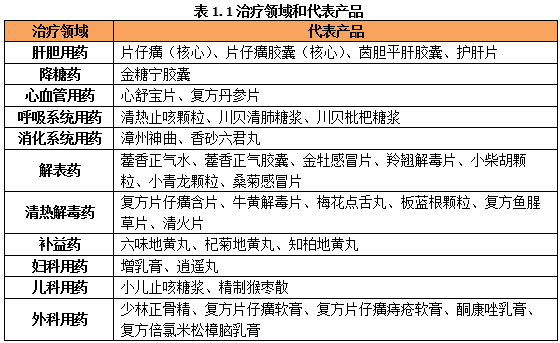 表 1.1治疗领域和代表产品
治疗领域 代表产品
肝胆用药 片仔癀（核心）、片仔癀胶囊（核心）、茵胆平肝胶囊、护肝片
降糖药 金糖宁胶囊
心血管用药 心舒宝片、复方丹参片
呼吸系统用药 清热止咳颗粒、川贝清肺糖浆、川贝枇杷糖浆
消化系统用药 漳州神曲、香砂六君丸
解表药 藿香正气水、藿香正气胶囊、金牡感冒片、羚翘解毒片、小柴胡颗
粒、小青龙颗粒、桑菊感冒片
清热解毒药 复方片仔癀含片、牛黄解毒片、梅花点舌丸、板蓝根颗粒、复方鱼腥
草片、清火片
补益药 六味地黄丸、杞菊地黄丸、知柏地黄丸
妇科用药 增乳膏、逍遥丸
儿科用药 小儿止咳糖浆、精制猴枣散
外科用药 少林正骨精、复方片仔癀软膏、复方片仔癀痔疮软膏、酮康唑乳膏、
复方倍氯米松樟脑乳膏